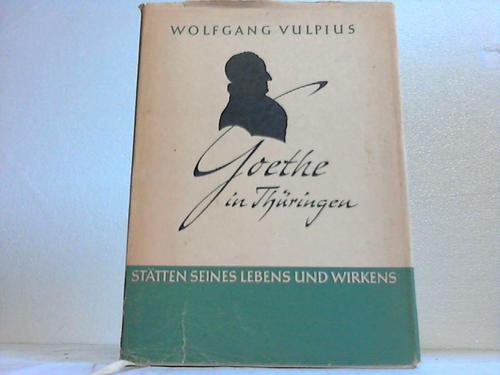 WOLFGANG VULPIUS
Goethe
in Thüringen
STÄTTEN SEINES LEBENS UND WIRKENS